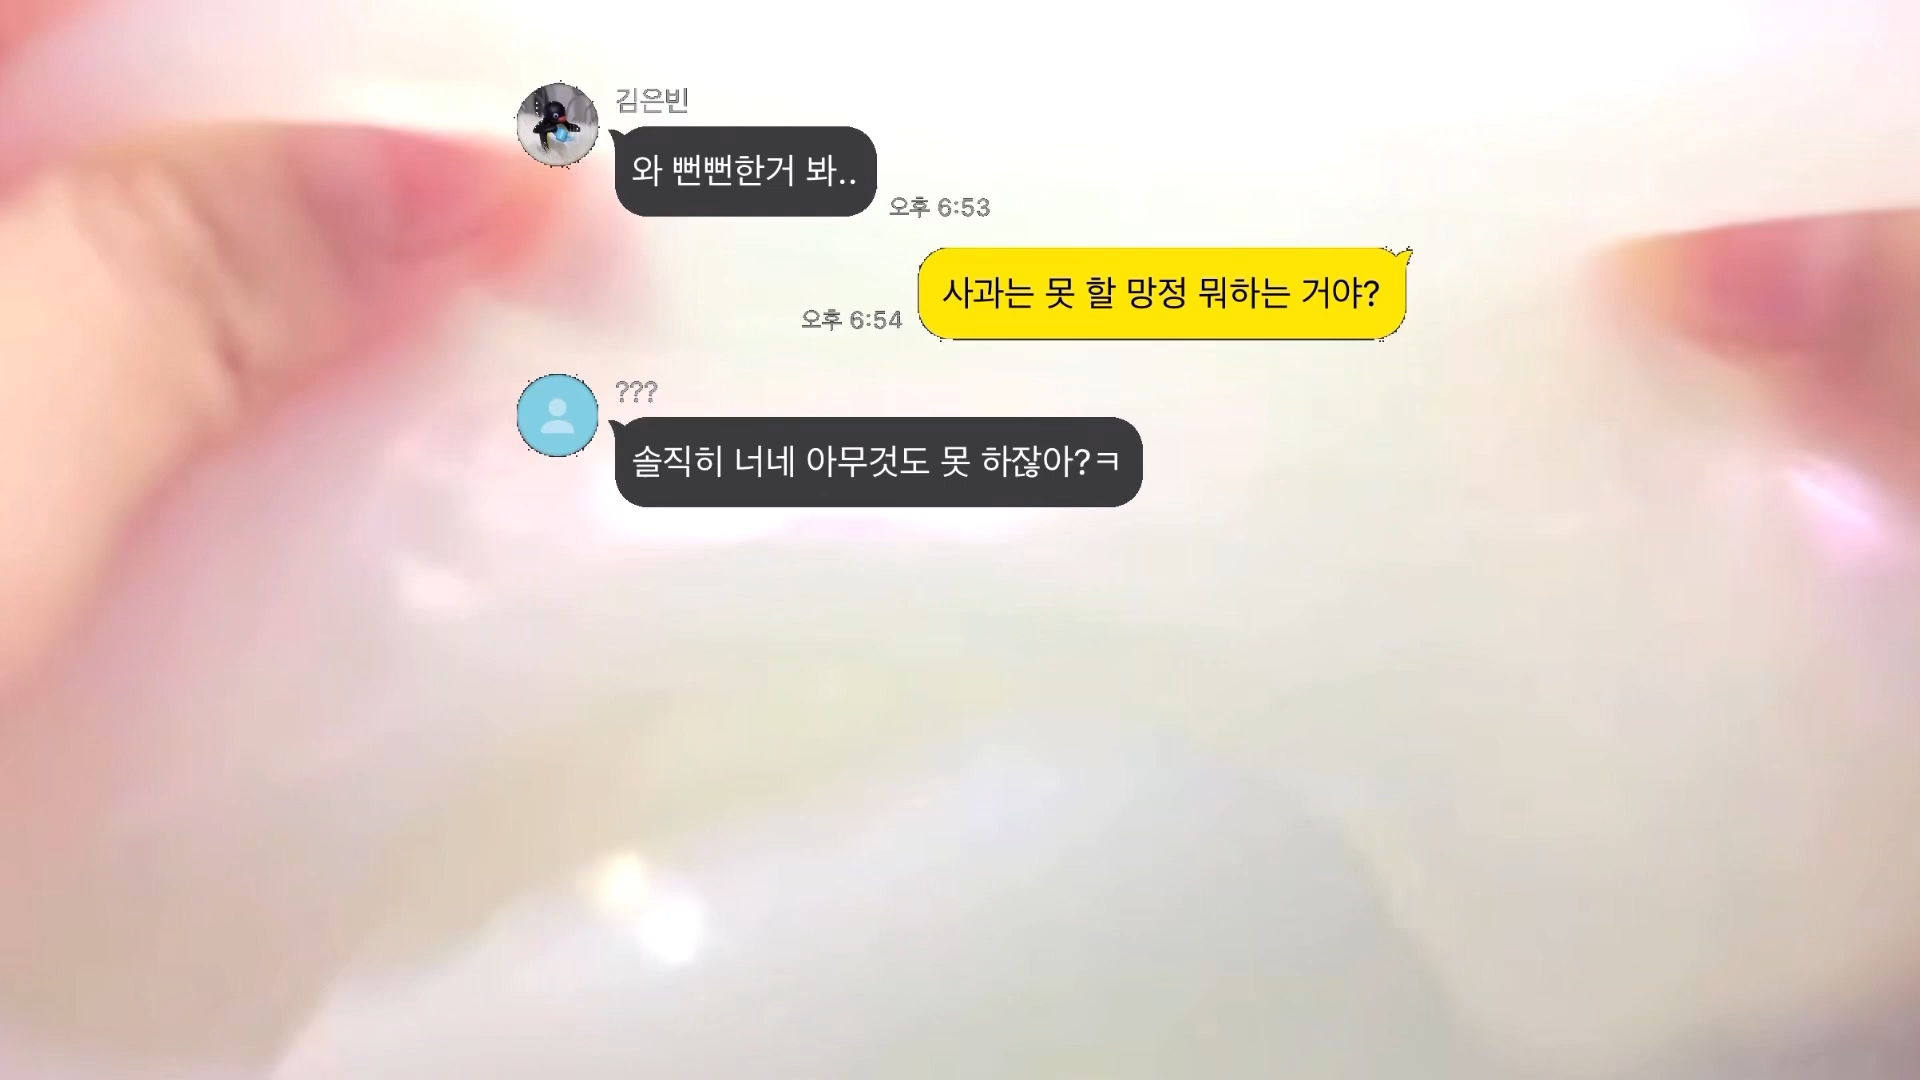 김은빈
와 뻔뻔한거 봐..
오후 6:53
사과는 못 할 망정 뭐하는 거야?
오후 6:54
???
솔직히 너네 아무것도 못 하잖아?ㅋ